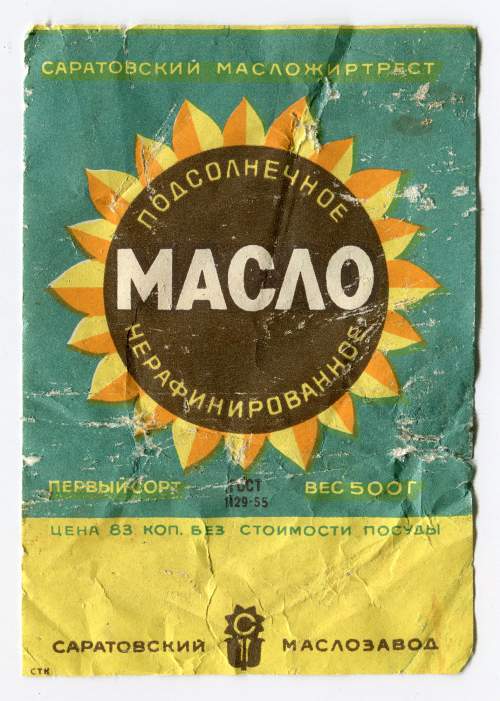 САРАТОВСКИЙ МАСЛОЖИРТРЕСТ
ПОДСОЛНЕЧНОЕ
МАСЛО
НЕРАФИНИРОВАННОЕ
ПЕРВЫЙ СОРТ
ГОСТ
1129-55
ВЕС 500 Г
ЦЕНА 83 КОП. БЕЗ СТОИМОСТИ ПОСУДЫ
С
САРАТОВСКИЙ МАСЛОЗАВОД
СТК